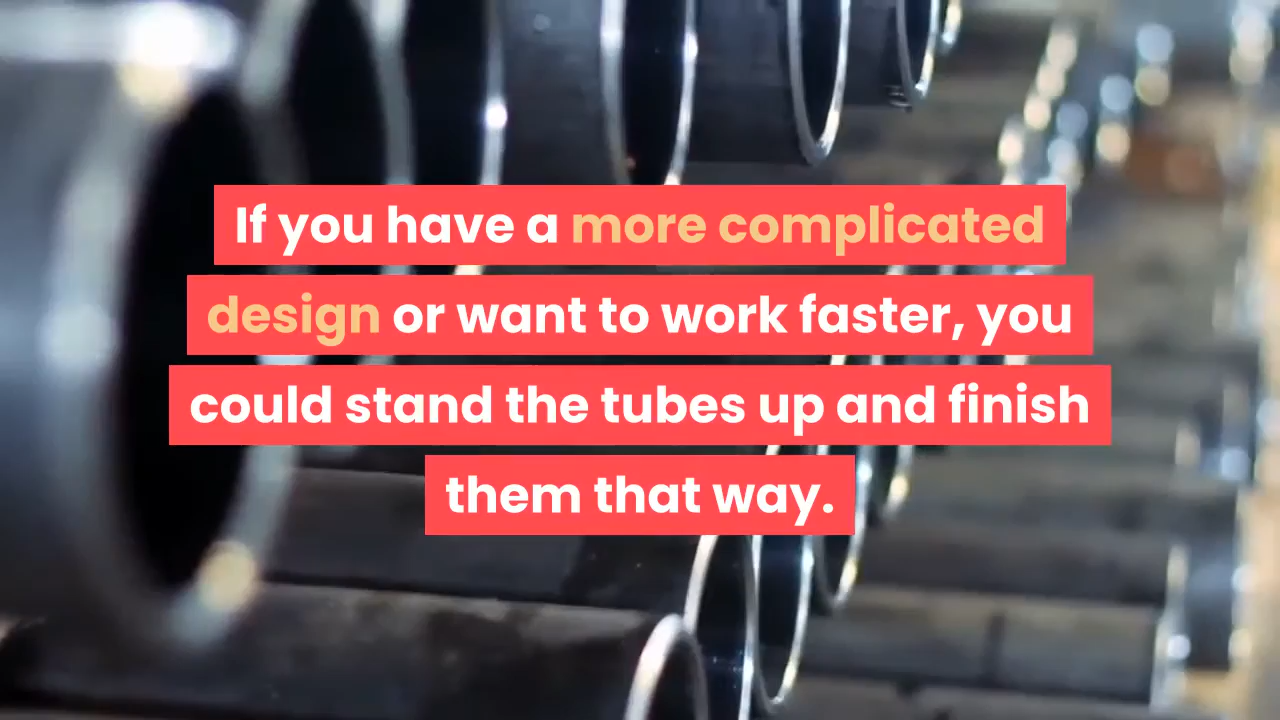 If you have a more complicated
design or want to work faster, you
could stand the tubes up and finish
them that way.